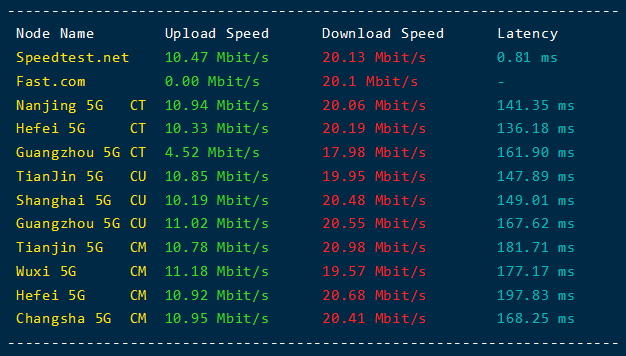 Node Name Upload Speed Download Speed Latency
Speedtest.net 10.47 Mbit/s 20.13 Mbit/s 0.81 ms
Fast.com 0.00 Mbit/s 20.1 Mbit/s -
Nanjing 5G CT 10.94 Mbit/s 20.06 Mbit/s 141.35 ms
Hefei 5G CT 10.33 Mbit/s 20.19 Mbit/s 136.18 ms
Guangzhou 5G CT 4.52 Mbit/s 17.98 Mbit/s 161.90 ms
TianJin 5G CU 10.85 Mbit/s 19.95 Mbit/s 147.89 ms
Shanghai 5G CU 10.19 Mbit/s 20.48 Mbit/s 149.01 ms
Guangzhou 5G CU 11.02 Mbit/s 20.55 Mbit/s 167.62 ms
Tianjin 5G CM 10.78 Mbit/s 20.98 Mbit/s 181.71 ms
Wuxi 5G CM 11.18 Mbit/s 19.57 Mbit/s 177.17 ms
Hefei 5G CM 10.92 Mbit/s 20.68 Mbit/s 197.83 ms
Changsha 5G CM 10.95 Mbit/s 20.41 Mbit/s 168.25 ms